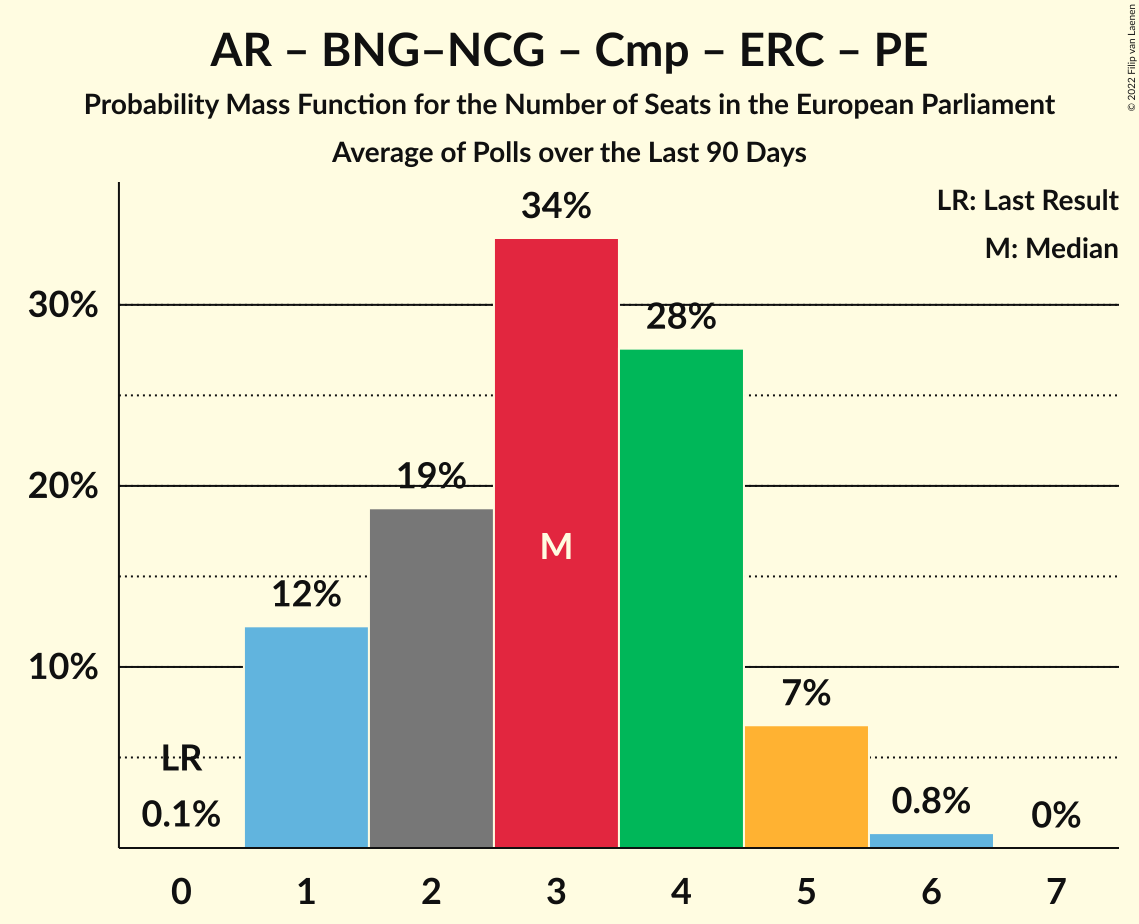 AR – BNG–NCG – Cmp – ERC – PE
Probability Mass Function for the Number of Seats in the European Parliament
Average of Polls over the Last 90 Days
© 2022 Filip van Laenen
LR: Last Result
M: Median
34%
30%
28%
20%
19%
M
12%
10%
7%
LR
0.1%
0.8%
0%
0 1 2 3 4 5 6 7